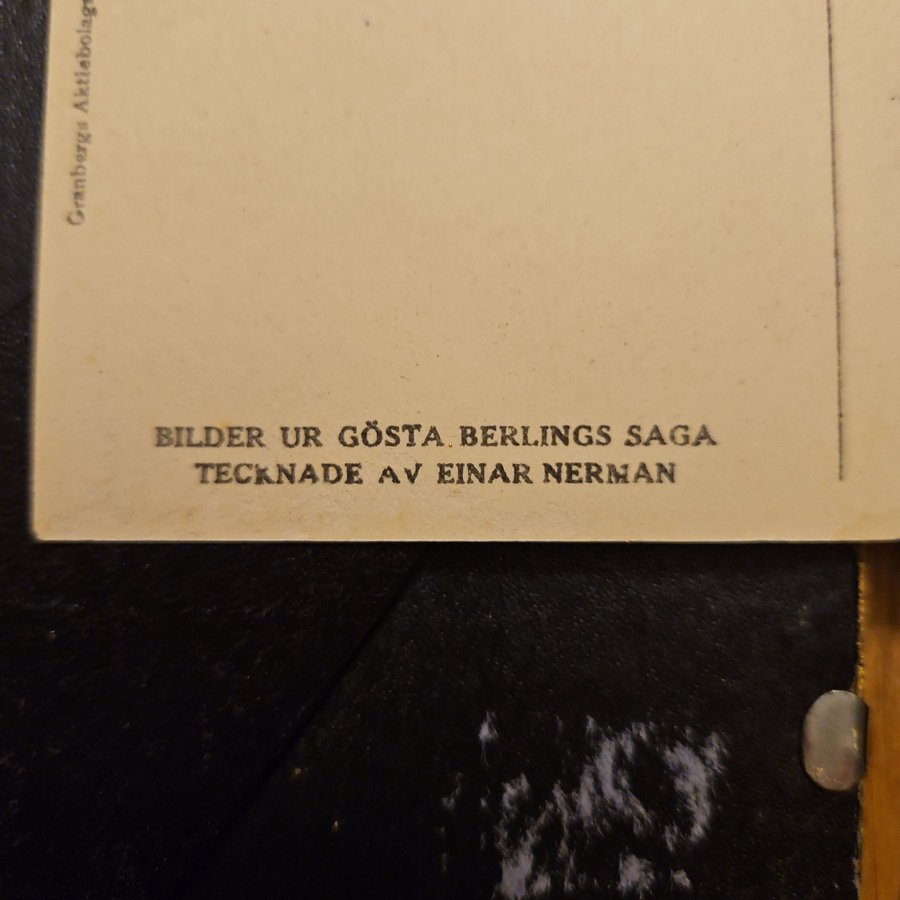 Granbergs Aktiebolag
BILDER UR GÖSTA BERLINGS SAGA
TECKNADE AV EINAR NERMAN